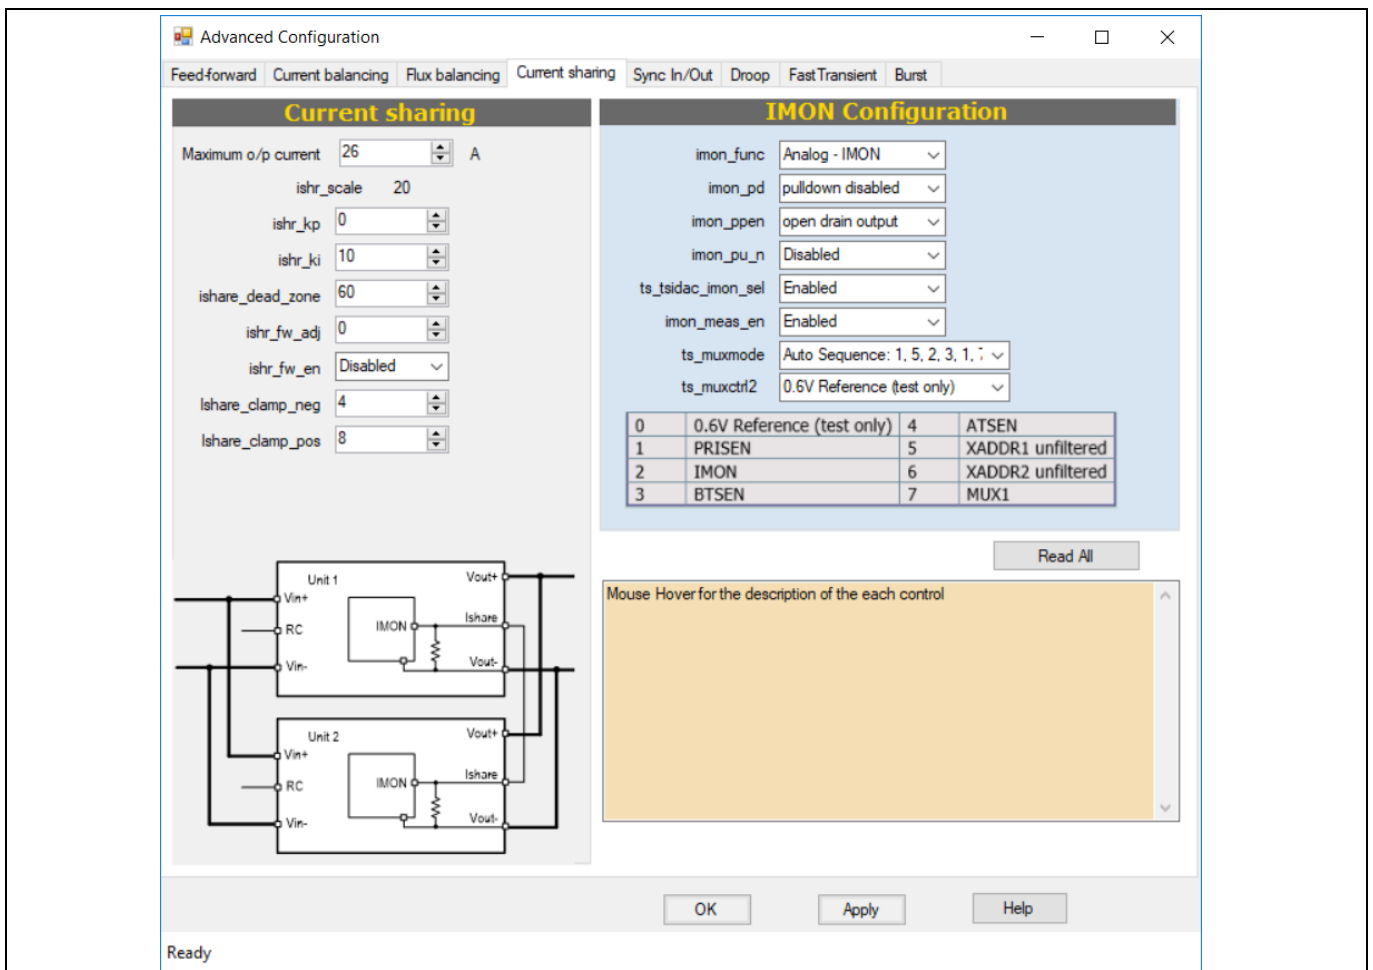 Advanced Configuration
Feed-forward Current balancing Flux balancing Current sharing Sync In/Out Droop Fast Transient Burst
Current sharing
Maximum o/p current 26 A
ishr_scale 20
ishr_kp 0
ishr_ki 10
ishare_dead_zone 60
ishr_fw_adj 0
ishr_fw_en Disabled
Ishare_clamp_neg 4
Ishare_clamp_pos 8
Unit 1
Vout+
Vin+
IMON
Ishare
RC
Vin-
Vout-
Unit 2
Vout+
Vin+
IMON
Ishare
RC
Vin-
Vout-
IMON Configuration
imon_func Analog - IMON
imon_pd pulldown disabled
imon_ppen open drain output
imon_pu_n Disabled
ts_tsidac_imon_sel Enabled
imon_meas_en Enabled
ts_muxmode Auto Sequence: 1, 5, 2, 3, 1,
ts_muxctrl2 0.6V Reference (test only)
0 0.6V Reference (test only) 4 ATSEN
1 PRISEN 5 XADDR1 unfiltered
2 IMON 6 XADDR2 unfiltered
3 BTSEN 7 MUX1
Read All
Mouse Hover for the description of the each control
OK Apply Help
Ready